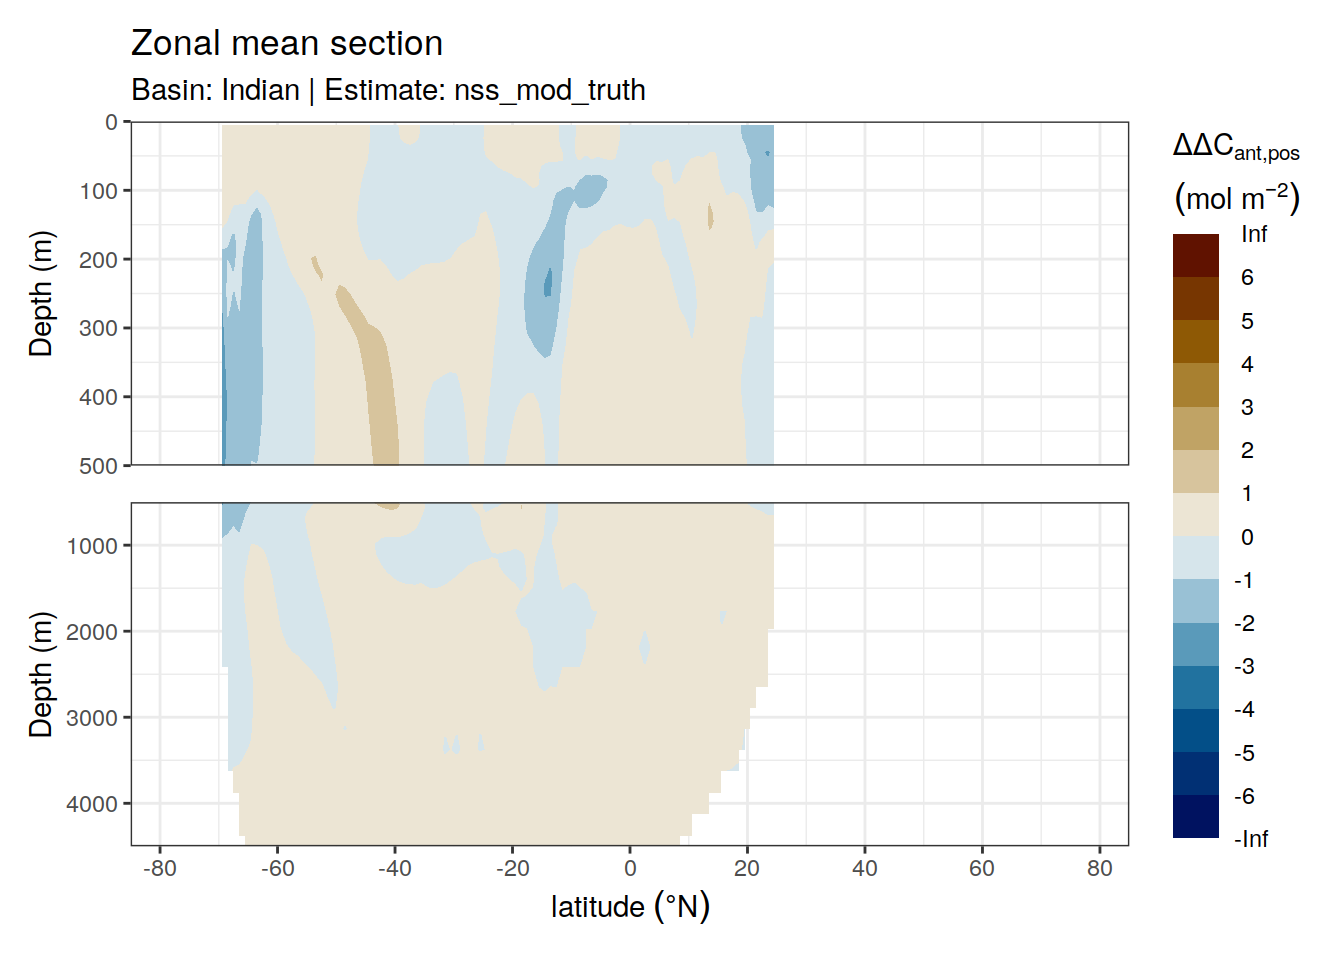 Zonal mean section
Basin: Indian | Estimate: nss_mod_truth
0
100
200
300
400
500
Depth (m)
1000
2000
3000
4000
Depth (m)
-80 -60 -40 -20 0 20 40 60 80
latitude (°N)
ΔΔC_ant,pos
(mol m⁻²)
Inf
6
5
4
3
2
1
0
-1
-2
-3
-4
-5
-6
-Inf